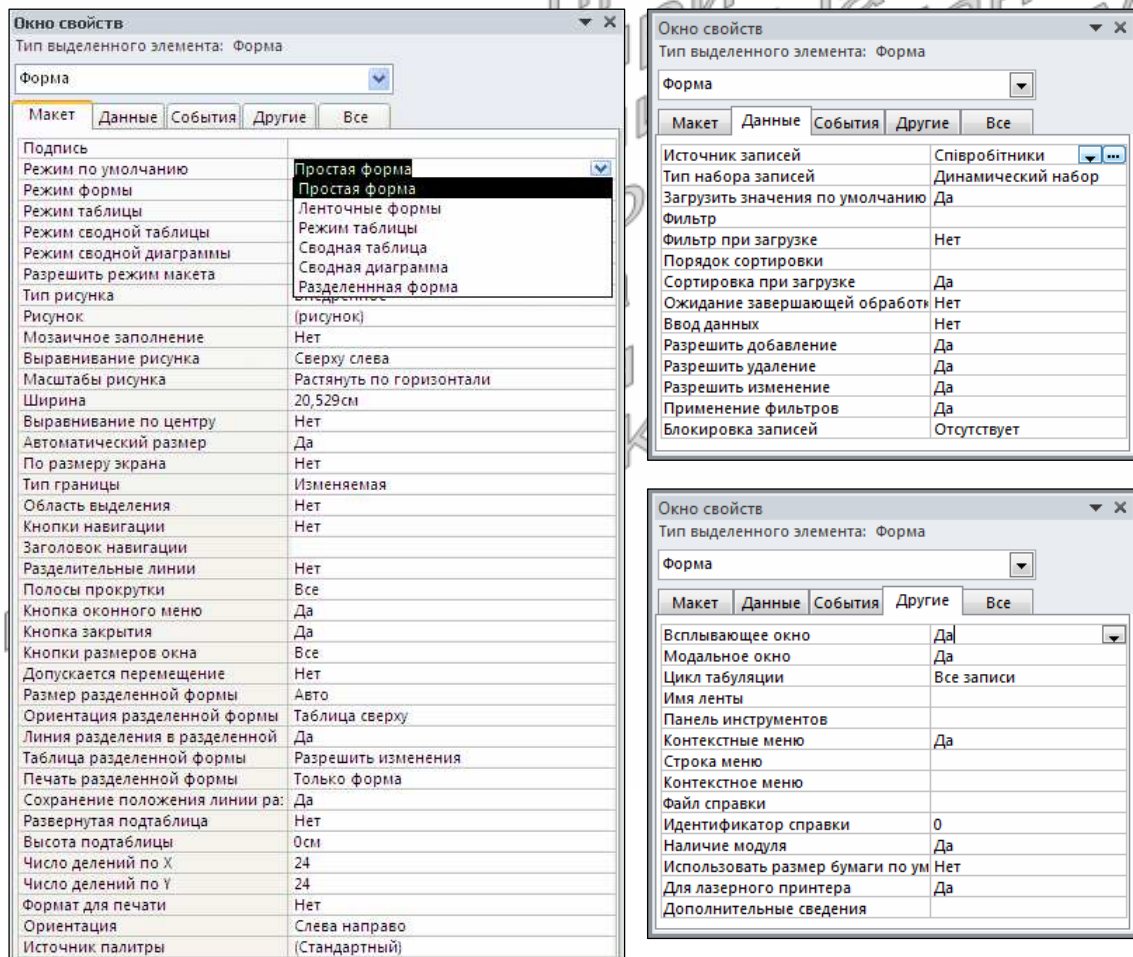 Окно свойств
Тип выделенного элемента: Форма
Форма
Макет Данные События Другие Все
Подпись
Режим по умолчанию Простая форма
Режим формы Простая форма
Режим таблицы Ленточные формы
Режим сводной таблицы Режим таблицы
Режим сводной диаграммы Сводная таблица
Разрешить режим макета Сводная диаграмма
Тип рисунка Разделеннная форма
Рисунок (рисунок)
Мозаичное заполнение Нет
Выравнивание рисунка Сверху слева
Масштабы рисунка Растянуть по горизонтали
Ширина 20,529см
Выравнивание по центру Нет
Автоматический размер Да
По размеру экрана Нет
Тип границы Изменяемая
Область выделения Нет
Кнопки навигации Нет
Заголовок навигации
Разделительные линии Нет
Полосы прокрутки Все
Кнопка оконного меню Да
Кнопка закрытия Да
Кнопки размеров окна Все
Допускается перемещение Нет
Размер разделенной формы Авто
Ориентация разделенной формы Таблица сверху
Линия разделения в разделенной Да
Таблица разделенной формы Разрешить изменения
Печать разделенной формы Только форма
Сохранение положения линии ра: Да
Развернутая подтаблица Нет
Высота подтаблицы 0см
Число делений по X 24
Число делений по Y 24
Формат для печати Нет
Ориентация Слева направо
Источник палитры (Стандартный)
Окно свойств
Тип выделенного элемента: Форма
Форма
Макет Данные События Другие Все
Источник записей Співробітники
Тип набора записей Динамический набор
Загрузить значения по умолчанию Да
Фильтр
Фильтр при загрузке Нет
Порядок сортировки
Сортировка при загрузке Да
Ожидание завершающей обработк Нет
Ввод данных Нет
Разрешить добавление Да
Разрешить удаление Да
Разрешить изменение Да
Применение фильтров Да
Блокировка записей Отсутствует
Окно свойств
Тип выделенного элемента: Форма
Форма
Макет Данные События Другие Все
Всплывающее окно Да
Модальное окно Да
Цикл табуляции Все записи
Имя ленты
Панель инструментов
Контекстные меню Да
Строка меню
Контекстное меню
Файл справки
Идентификатор справки 0
Наличие модуля Да
Использовать размер бумаги по ум Нет
Для лазерного принтера Да
Дополнительные сведения